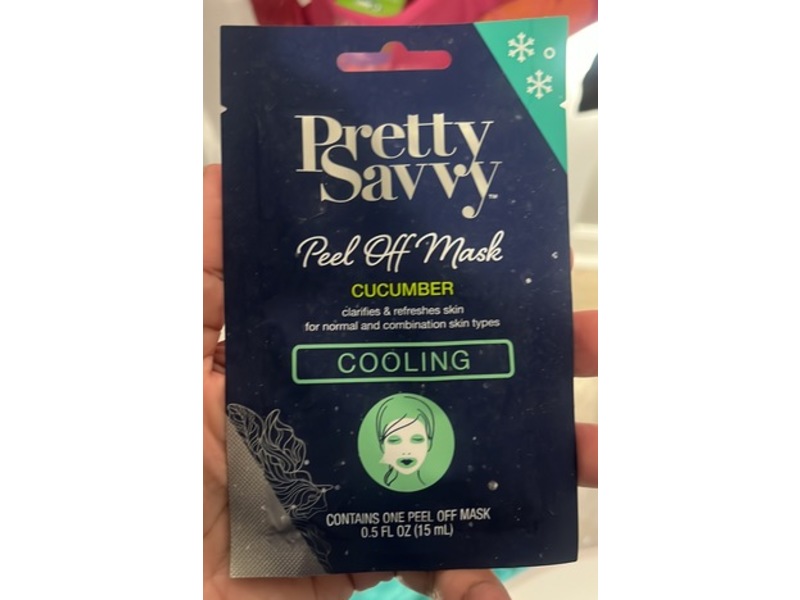 Pretty
Savvy™
Peel Off Mask
CUCUMBER
clarifies & refreshes skin
for normal and combination skin types
COOLING
CONTAINS ONE PEEL OFF MASK
0.5 FL OZ (15 mL)